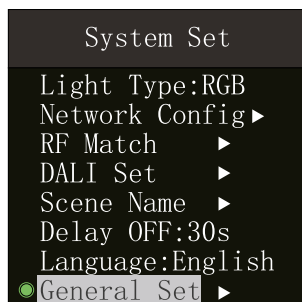 System Set
Light Type:RGB
Network Config▶
RF Match ▶
DALI Set ▶
Scene Name ▶
Delay OFF:30s
Language:English
General Set ▶